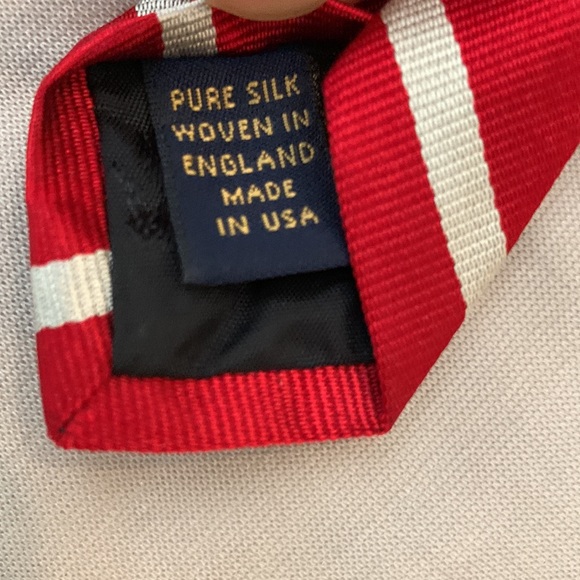 PURE SILK
WOVEN IN
ENGLAND
MADE
IN USA